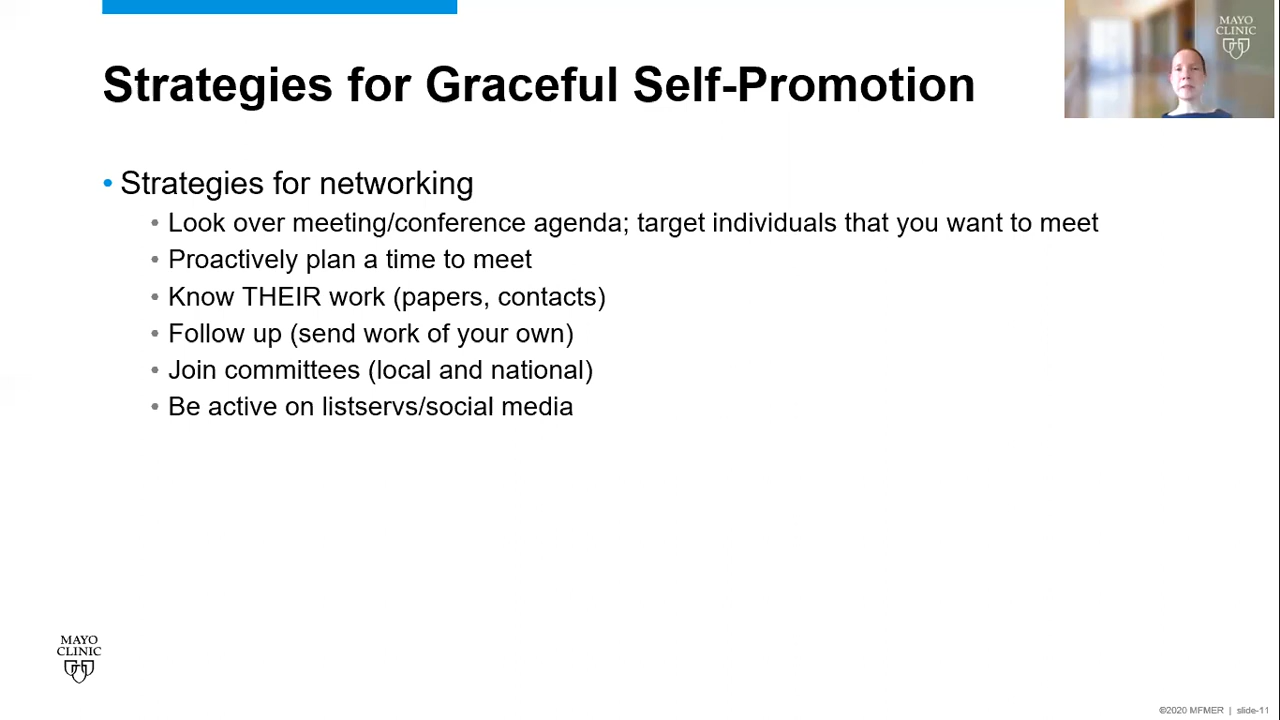 MAYO
CLINIC
Strategies for Graceful Self-Promotion
• Strategies for networking
• Look over meeting/conference agenda; target individuals that you want to meet
• Proactively plan a time to meet
• Know THEIR work (papers, contacts)
• Follow up (send work of your own)
• Join committees (local and national)
• Be active on listservs/social media
MAYO
CLINIC
©2020 MFMER | slide-11